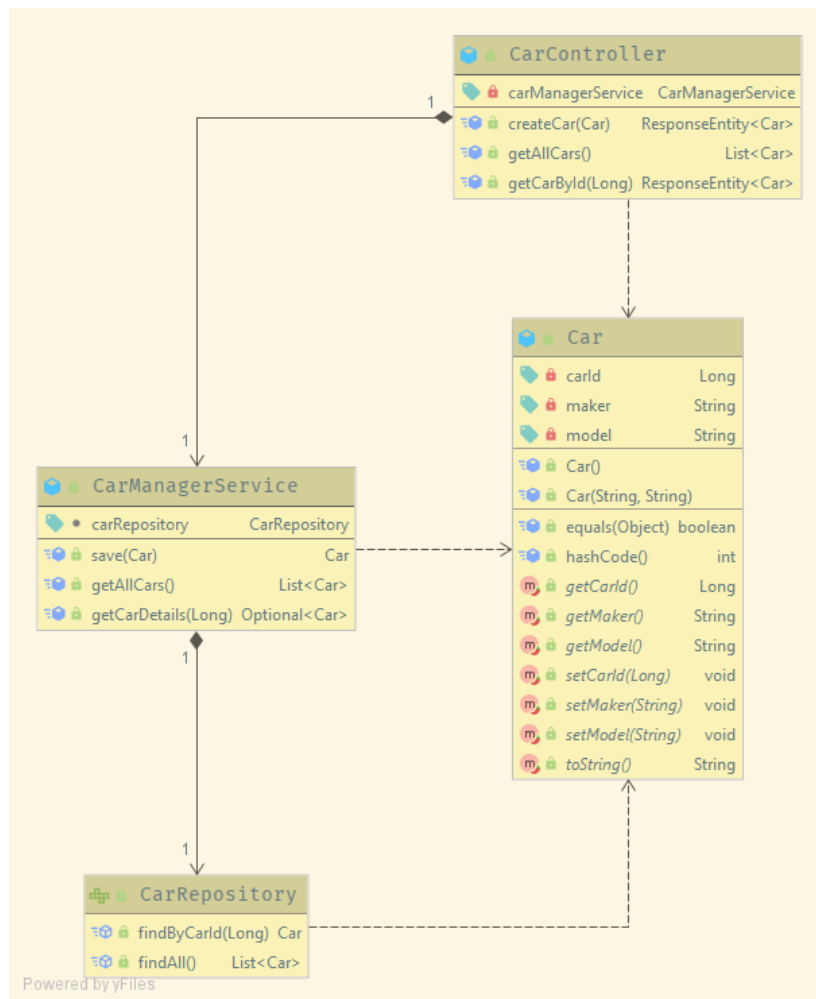 CarController
carManagerService CarManagerService
createCar(Car) ResponseEntity<Car>
getAllCars() List<Car>
getCarById(Long) ResponseEntity<Car>
1
1
Car
carId Long
maker String
model String
Car()
Car(String, String)
equals(Object) boolean
hashCode() int
getCarId() Long
getMaker() String
getModel() String
setCarId(Long) void
setMaker(String) void
setModel(String) void
toString() String
CarManagerService
carRepository CarRepository
save(Car) Car
getAllCars() List<Car>
getCarDetails(Long) Optional<Car>
1
1
CarRepository
findByCarId(Long) Car
findAll() List<Car>
Powered by yFiles